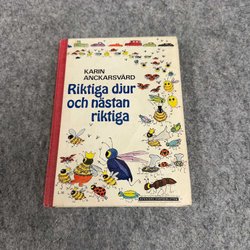 KARIN
ANCKARSVÄRD
Riktiga djur
och nästan
riktiga